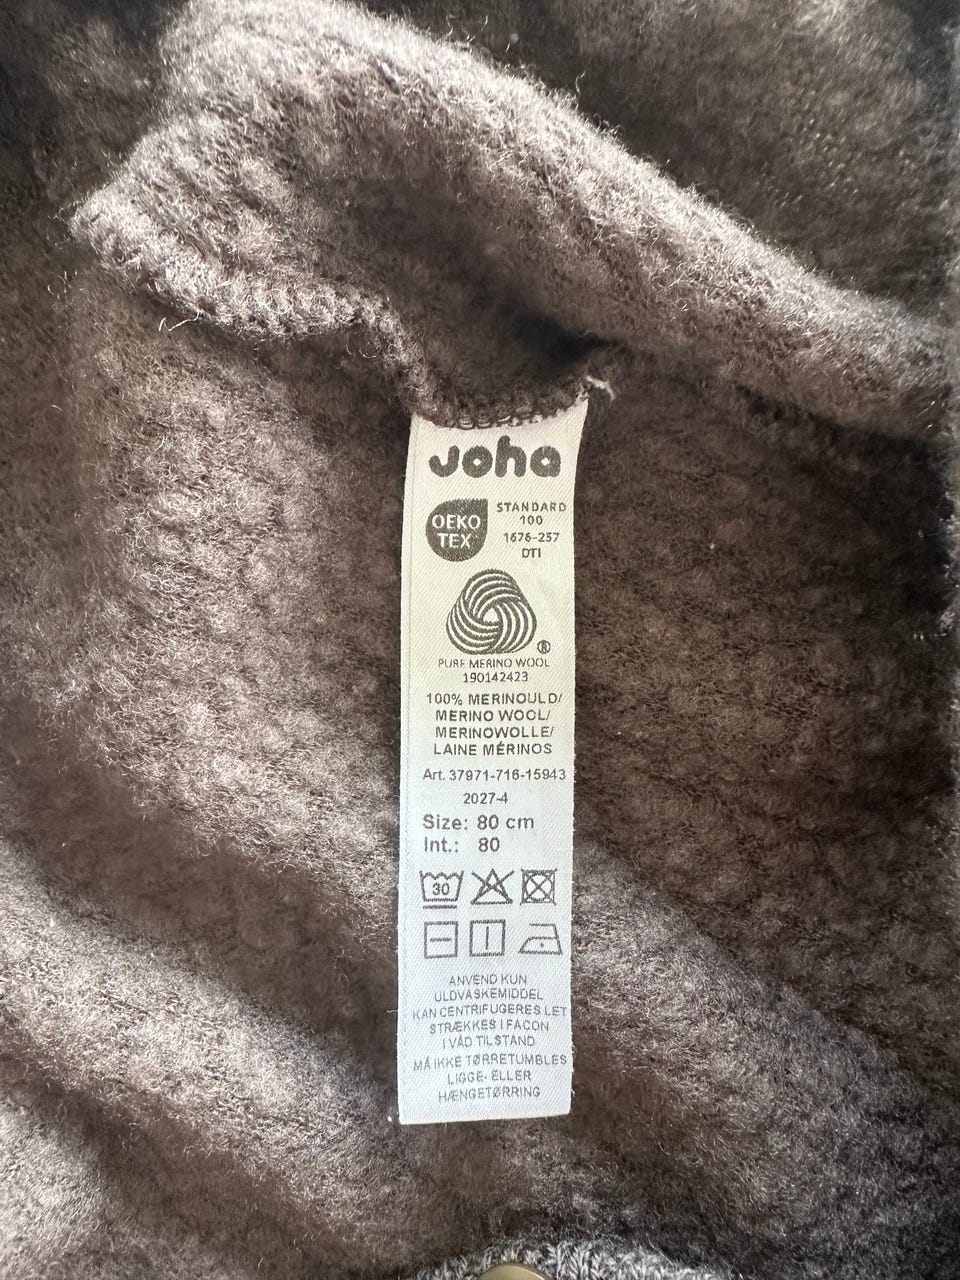 Joha
OEKO
TEX
STANDARD
100
1676-257
DTI
®
PURE MERINO WOOL
190142423
100% MERINOULD/
MERINO WOOL/
MERINOWOLLE/
LAINE MÉRINOS
Art. 37971-716-15943
2027-4
Size: 80 cm
Int.: 80
30
ANVEND KUN
ULDVASKEMIDDEL
KAN CENTRIFUGERES LET
STRÆKKES I FACON
I VÅD TILSTAND
MÅ IKKE TØRRETUMBLES
LIGGE- ELLER
HÆNGETØRRING